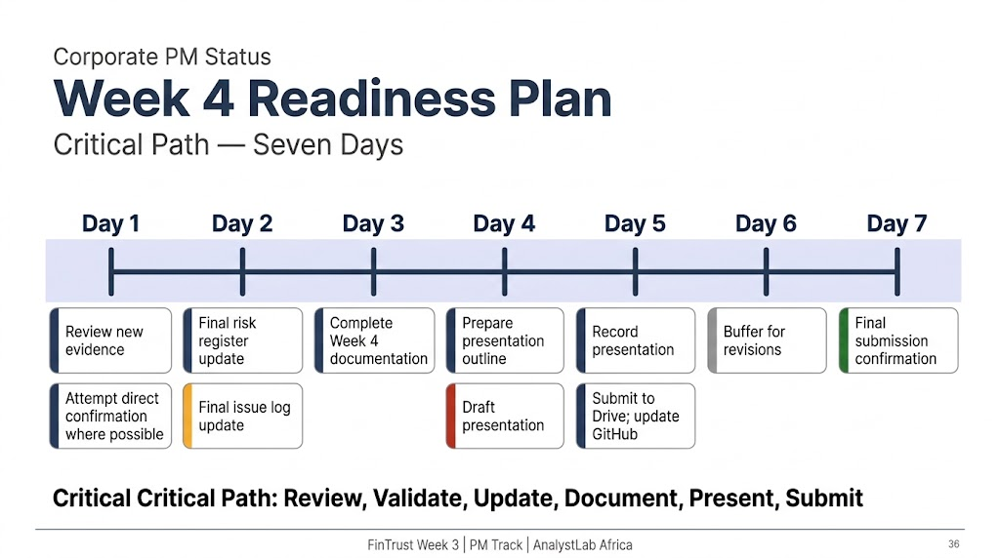 Corporate PM Status
Week 4 Readiness Plan
Critical Path — Seven Days
Day 1
Day 2
Day 3
Day 4
Day 5
Day 6
Day 7
Review new
evidence
Final risk
register
update
Complete
Week 4
documentation
Prepare
presentation
outline
Record
presentation
Buffer for
revisions
Final
submission
confirmation
Attempt direct
confirmation
where possible
Final issue log
update
Draft
presentation
Submit to
Drive; update
GitHub
Critical Critical Path: Review, Validate, Update, Document, Present, Submit
FinTrust Week 3 | PM Track | AnalystLab Africa
36